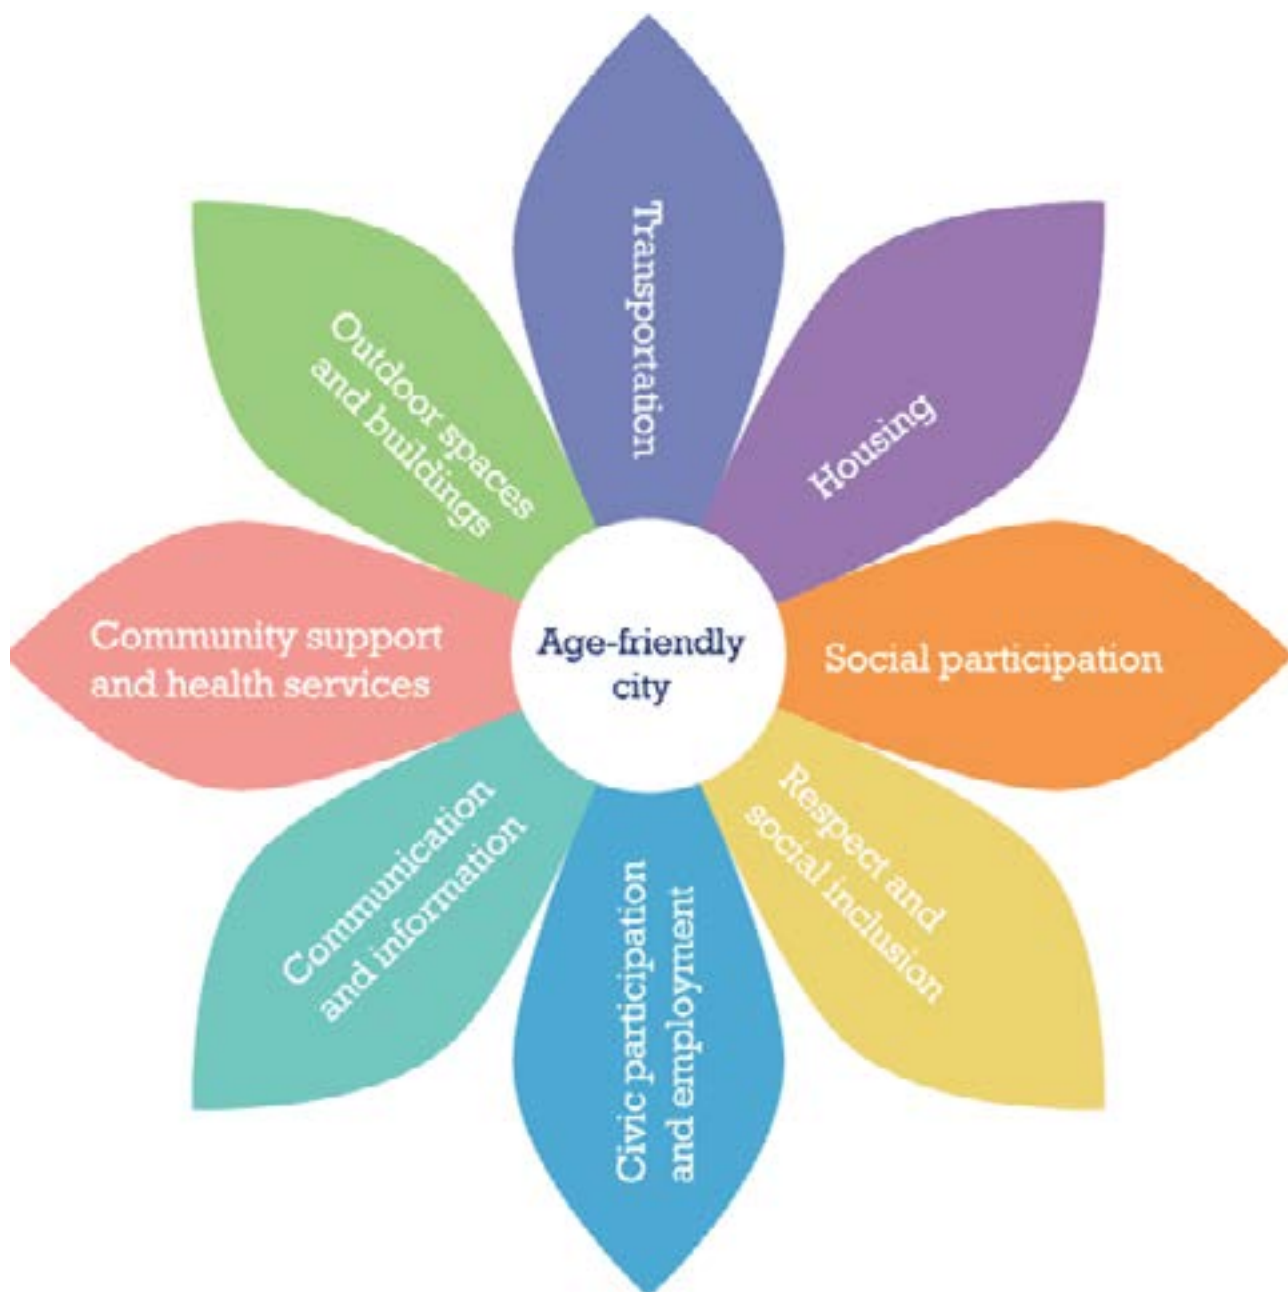 Transportation
Housing
Social participation
Respect and
social inclusion
Civic participation
and employment
Communication
and information
Community support
and health services
Outdoor spaces
and buildings
Age-friendly
city